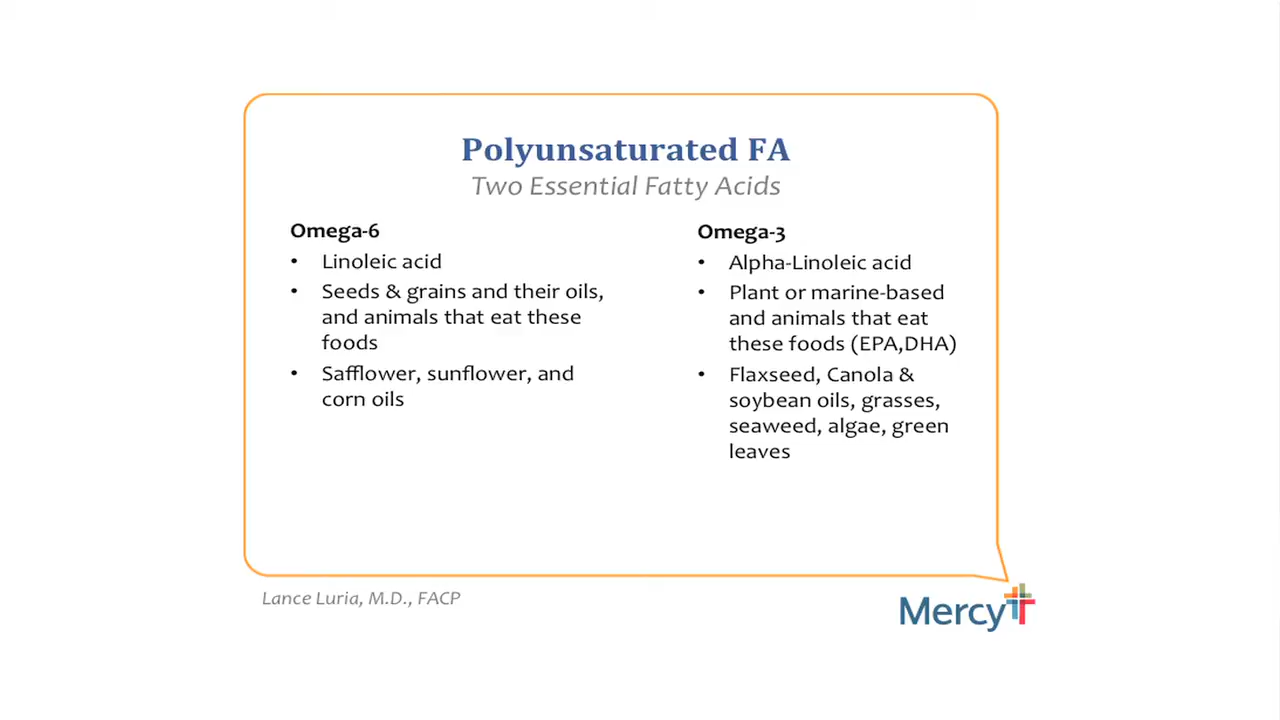 Polyunsaturated FA
Two Essential Fatty Acids
Omega-6
• Linoleic acid
• Seeds & grains and their oils,
and animals that eat these
foods
• Safflower, sunflower, and
corn oils
Omega-3
• Alpha-Linoleic acid
• Plant or marine-based
and animals that eat
these foods (EPA,DHA)
• Flaxseed, Canola &
soybean oils, grasses,
seaweed, algae, green
leaves
Lance Luria, M.D., FACP
Mercy